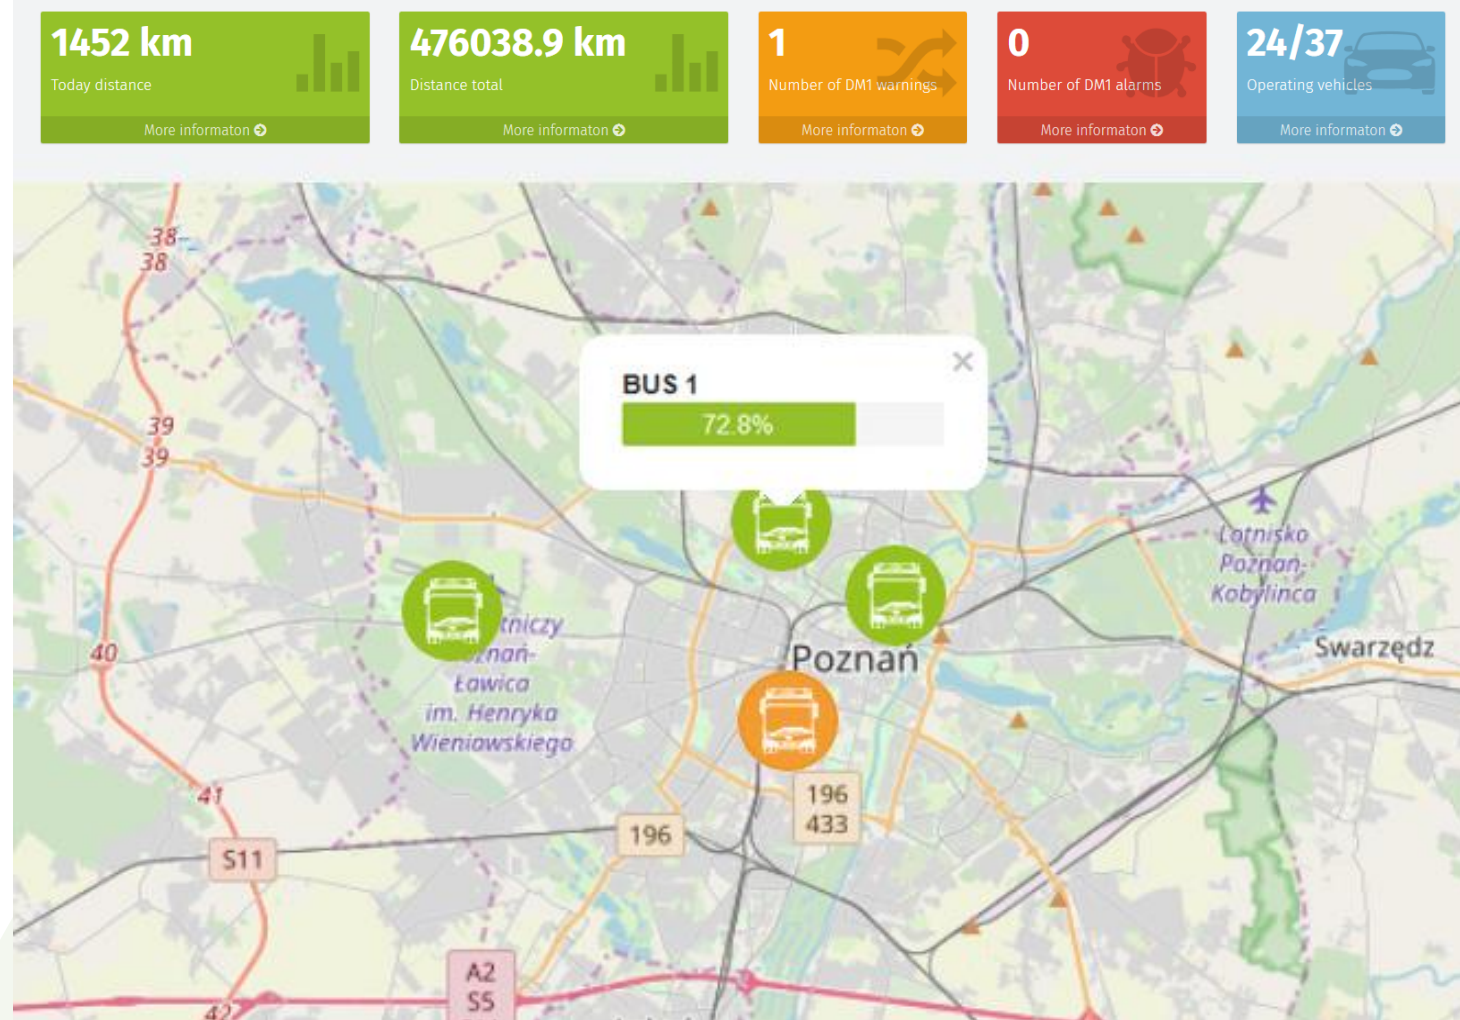 1452 km
Today distance
More informaton
476038.9 km
Distance total
More informaton
1
Number of DM1 warnings
More informaton
0
Number of DM1 alarms
More informaton
24/37
Operating vehicles
More informaton
38
38
BUS 1
72.8%
39
39
Lotnisko
Poznań-
Kobylnica
tniczy
znań-
Ławica
im. Henryka
Wieniawskiego
40
Poznań
Swarzędz
41
196
433
196
S11
A2
S5
42